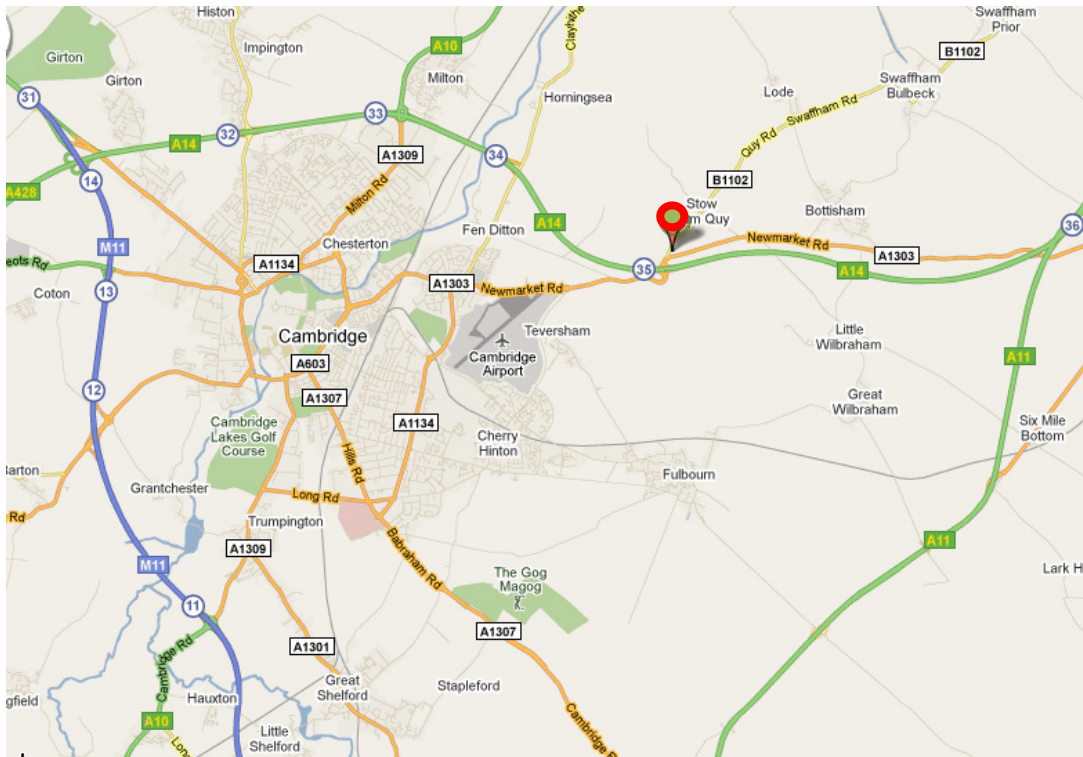 Histon
Swaffham
Prior
Impington
A10
B1102
Girton
Girton
Milton
Clayhithe
Swaffham
Bulbeck
31
Horningsea
Lode
33
Swaffham Rd
32
A14
A1309
Quy Rd
34
14
A428
Milton Rd
B1102
Stow
Quy
Bottisham
A14
Fen Ditton
36
M11
Chesterton
Newmarket Rd
A1303
A1134
35
A14
Coton
13
A1303
Newmarket Rd
Teversham
Little
Wilbraham
Cambridge
Cambridge
Airport
A11
A603
12
A1307
Great
Wilbraham
Cambridge
Lakes Golf
Course
A1134
Six Mile
Bottom
Cherry
Hinton
Hills Rd
Barton
Fulbourn
Grantchester
Long Rd
Rd
Trumpington
A1309
Babraham Rd
A11
M11
The Gog
Magog
Lark H
11
A1307
A1301
Cambridge Rd
Great
Shelford
Stapleford
gfield
Hauxton
A10
Little
Shelford
Cambridge